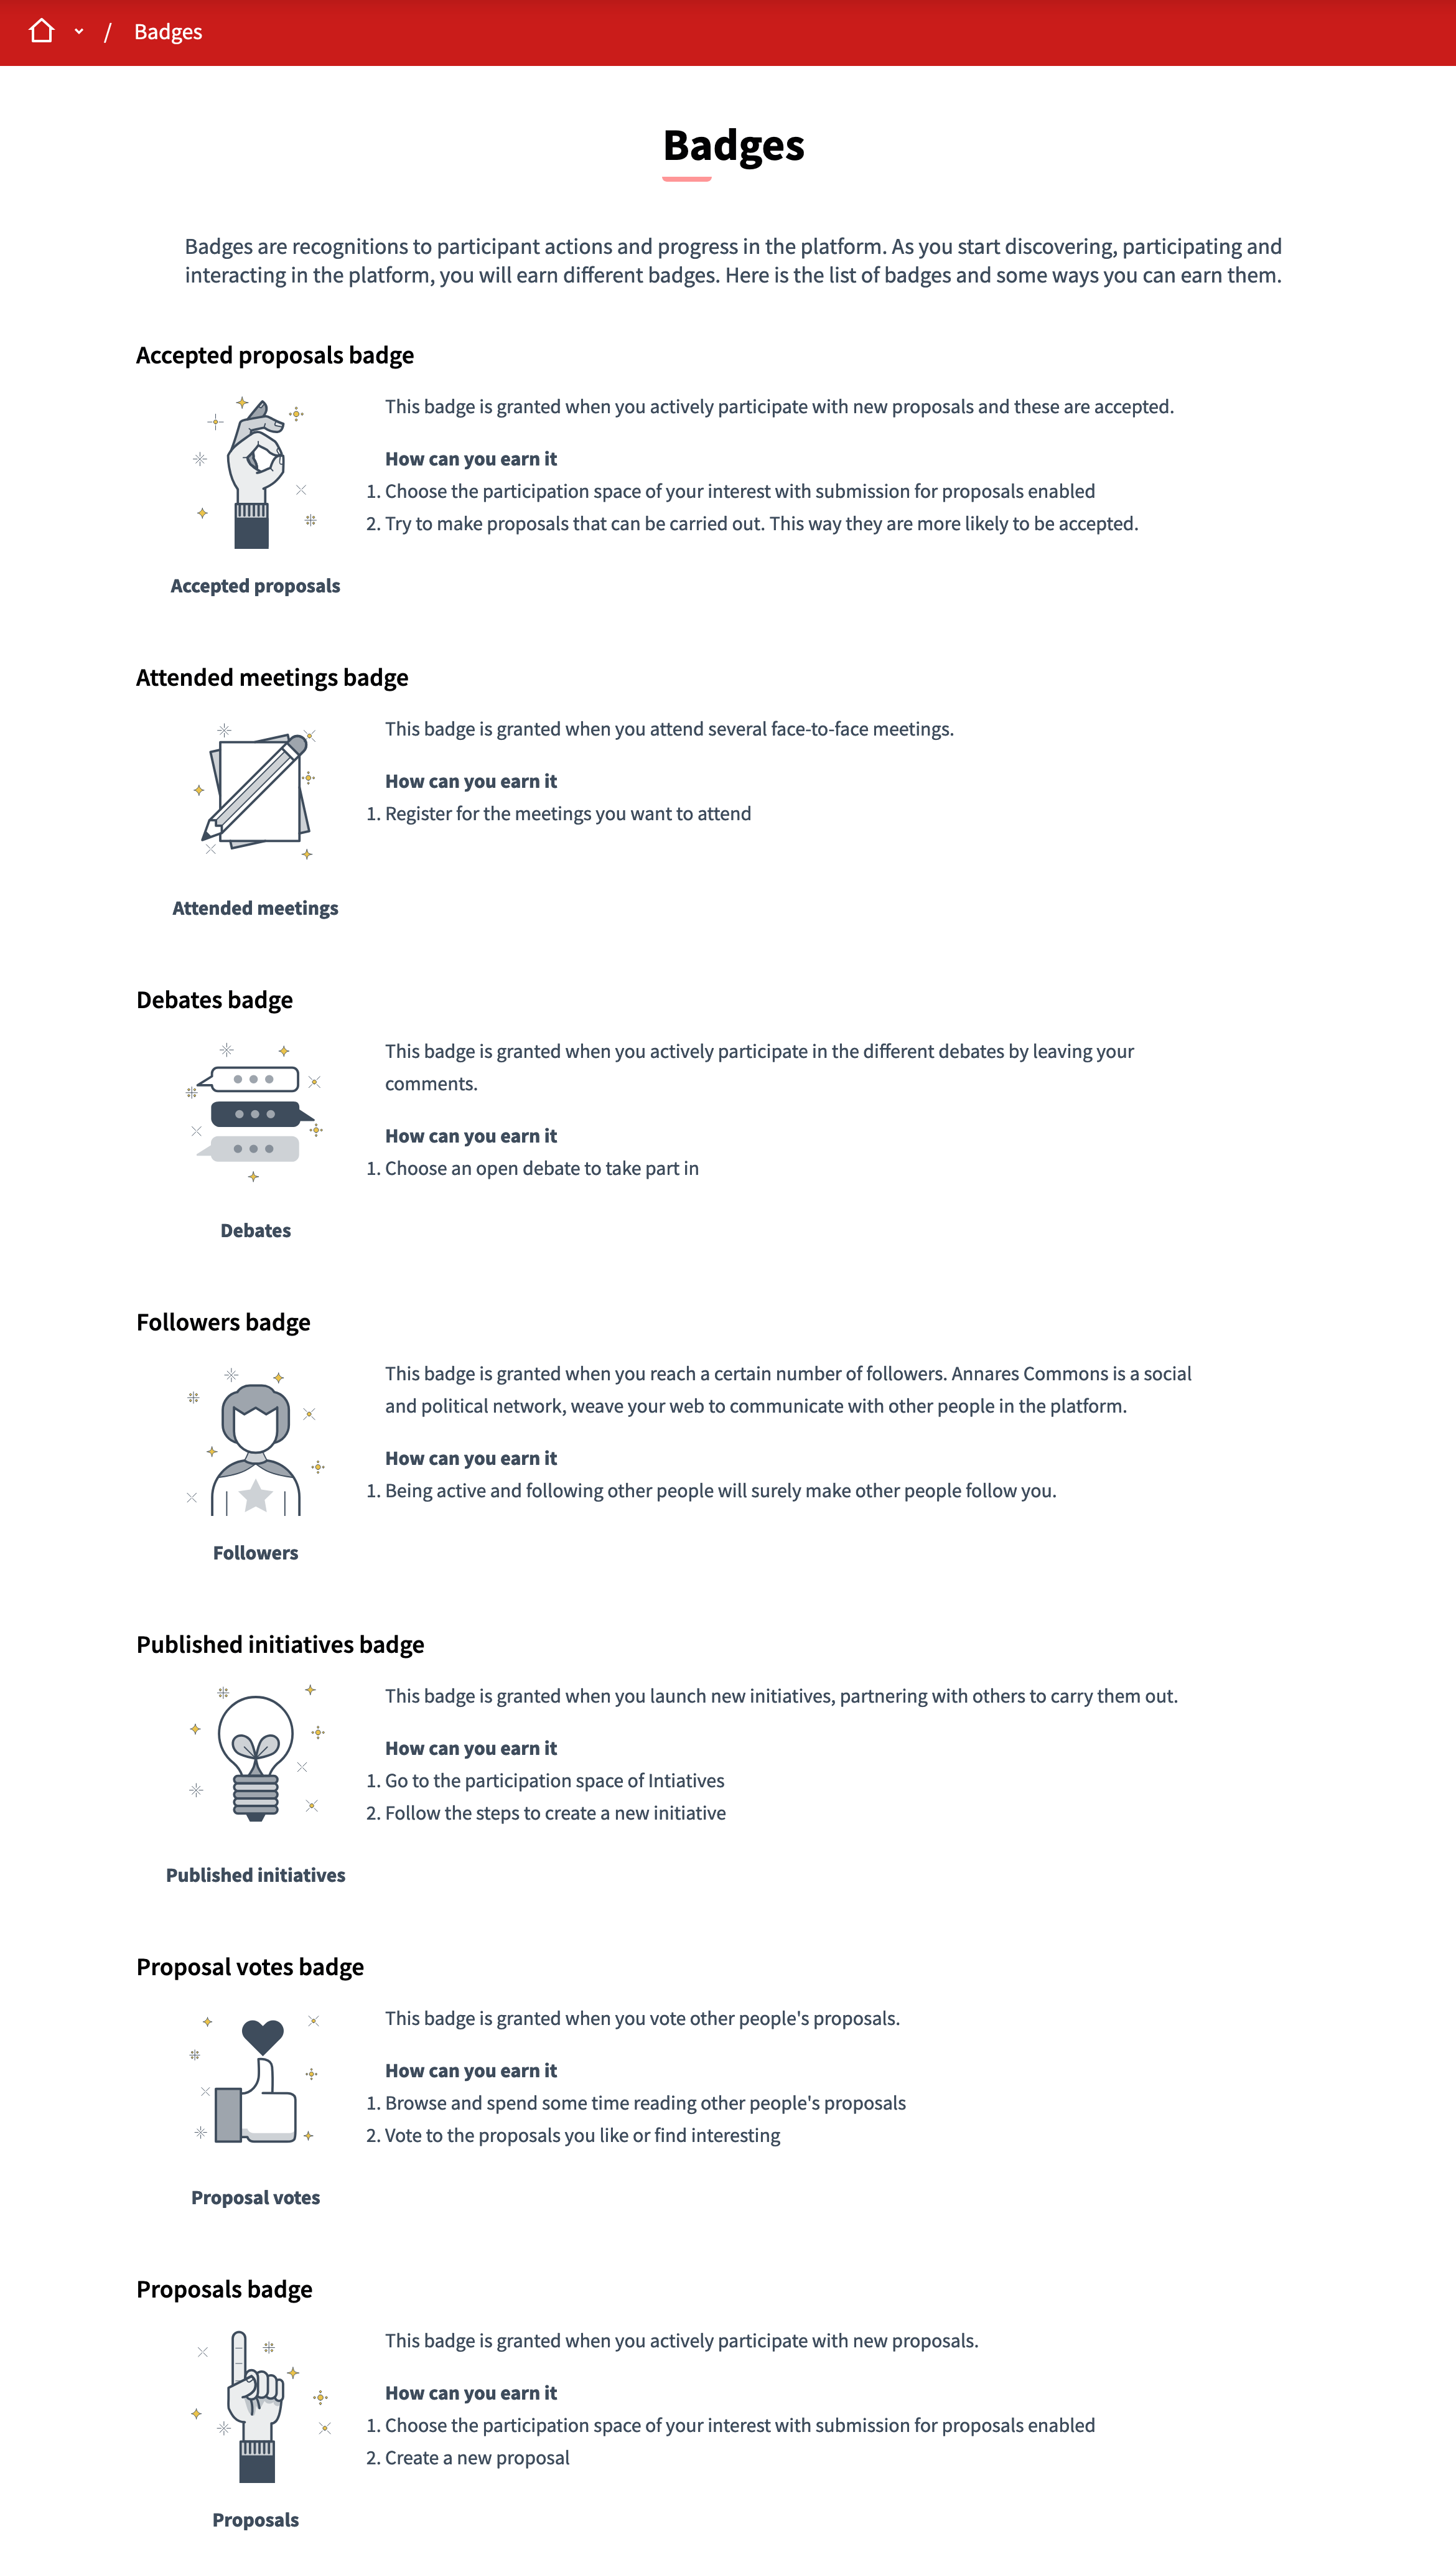 / Badges
Badges
Badges are recognitions to participant actions and progress in the platform. As you start discovering, participating and
interacting in the platform, you will earn different badges. Here is the list of badges and some ways you can earn them.
Accepted proposals badge
This badge is granted when you actively participate with new proposals and these are accepted.
How can you earn it
1. Choose the participation space of your interest with submission for proposals enabled
2. Try to make proposals that can be carried out. This way they are more likely to be accepted.
Accepted proposals
Attended meetings badge
This badge is granted when you attend several face-to-face meetings.
How can you earn it
1. Register for the meetings you want to attend
Attended meetings
Debates badge
This badge is granted when you actively participate in the different debates by leaving your
comments.
How can you earn it
1. Choose an open debate to take part in
Debates
Followers badge
This badge is granted when you reach a certain number of followers. Annares Commons is a social
and political network, weave your web to communicate with other people in the platform.
How can you earn it
1. Being active and following other people will surely make other people follow you.
Followers
Published initiatives badge
This badge is granted when you launch new initiatives, partnering with others to carry them out.
How can you earn it
1. Go to the participation space of Intiatives
2. Follow the steps to create a new initiative
Published initiatives
Proposal votes badge
This badge is granted when you vote other people's proposals.
How can you earn it
1. Browse and spend some time reading other people's proposals
2. Vote to the proposals you like or find interesting
Proposal votes
Proposals badge
This badge is granted when you actively participate with new proposals.
How can you earn it
1. Choose the participation space of your interest with submission for proposals enabled
2. Create a new proposal
Proposals